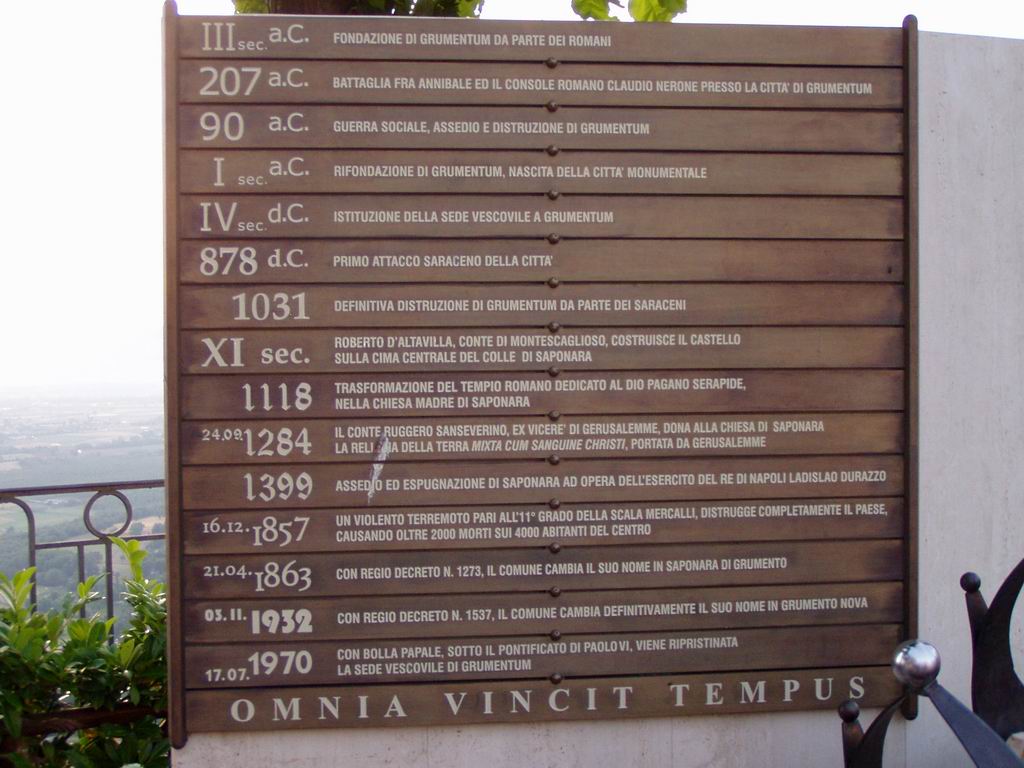 III sec. a.C. FONDAZIONE DI GRUMENTUM DA PARTE DEI ROMANI
207 a.C. BATTAGLIA FRA ANNIBALE ED IL CONSOLE ROMANO CLAUDIO NERONE PRESSO LA CITTA' DI GRUMENTUM
90 a.C. GUERRA SOCIALE, ASSEDIO E DISTRUZIONE DI GRUMENTUM
I sec. a.C. RIFONDAZIONE DI GRUMENTUM, NASCITA DELLA CITTA' MONUMENTALE
IV sec. d.C. ISTITUZIONE DELLA SEDE VESCOVILE A GRUMENTUM
878 d.C. PRIMO ATTACCO SARACENO DELLA CITTA'
1031 DEFINITIVA DISTRUZIONE DI GRUMENTUM DA PARTE DEI SARACENI
XI sec. ROBERTO D'ALTAVILLA, CONTE DI MONTESCAGLIOSO, COSTRUISCE IL CASTELLO
SULLA CIMA CENTRALE DEL COLLE DI SAPONARA
1118 TRASFORMAZIONE DEL TEMPIO ROMANO DEDICATO AL DIO PAGANO SERAPIDE,
NELLA CHIESA MADRE DI SAPONARA
24.09.1284 IL CONTE RUGGERO SANSEVERINO, EX VICERE' DI GERUSALEMME, DONA ALLA CHIESA DI SAPONARA
LA DELLA TERRA MIXTA CUM SANGUINE CHRISTI, PORTATA DA GERUSALEMME
1399 ASSEDIO ED ESPUGNAZIONE DI SAPONARA AD OPERA DELL'ESERCITO DEL RE DI NAPOLI LADISLAO DURAZZO
16.12.1857 UN VIOLENTO TERREMOTO PARI ALL'11° GRADO DELLA SCALA MERCALLI, DISTRUGGE COMPLETAMENTE IL PAESE,
CAUSANDO OLTRE 2000 MORTI SUI 4000 ABITANTI DEL CENTRO
21.04.1863 CON REGIO DECRETO N. 1273, IL COMUNE CAMBIA IL SUO NOME IN SAPONARA DI GRUMENTO
03.11.1932 CON REGIO DECRETO N. 1537, IL COMUNE CAMBIA DEFINITIVAMENTE IL SUO NOME IN GRUMENTO NOVA
17.07.1970 CON BOLLA PAPALE, SOTTO IL PONTIFICATO DI PAOLO VI, VIENE RIPRISTINATA
LA SEDE VESCOVILE DI GRUMENTUM
OMNIA VINCIT TEMPUS